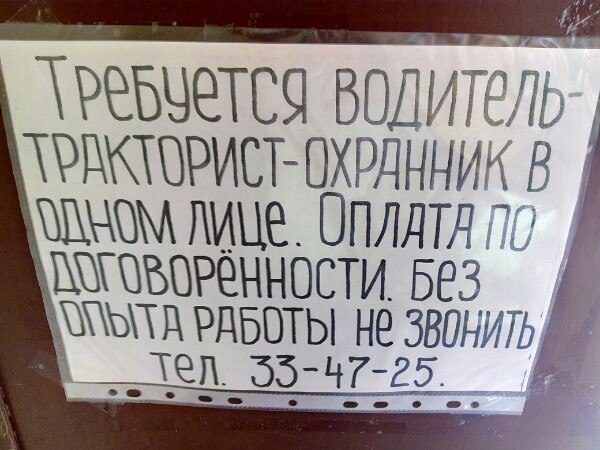 Требуется водитель-
тракторист-охранник в
одном лице. Оплата по
договорённости. Без
опыта работы не звонить
тел. 33-47-25.